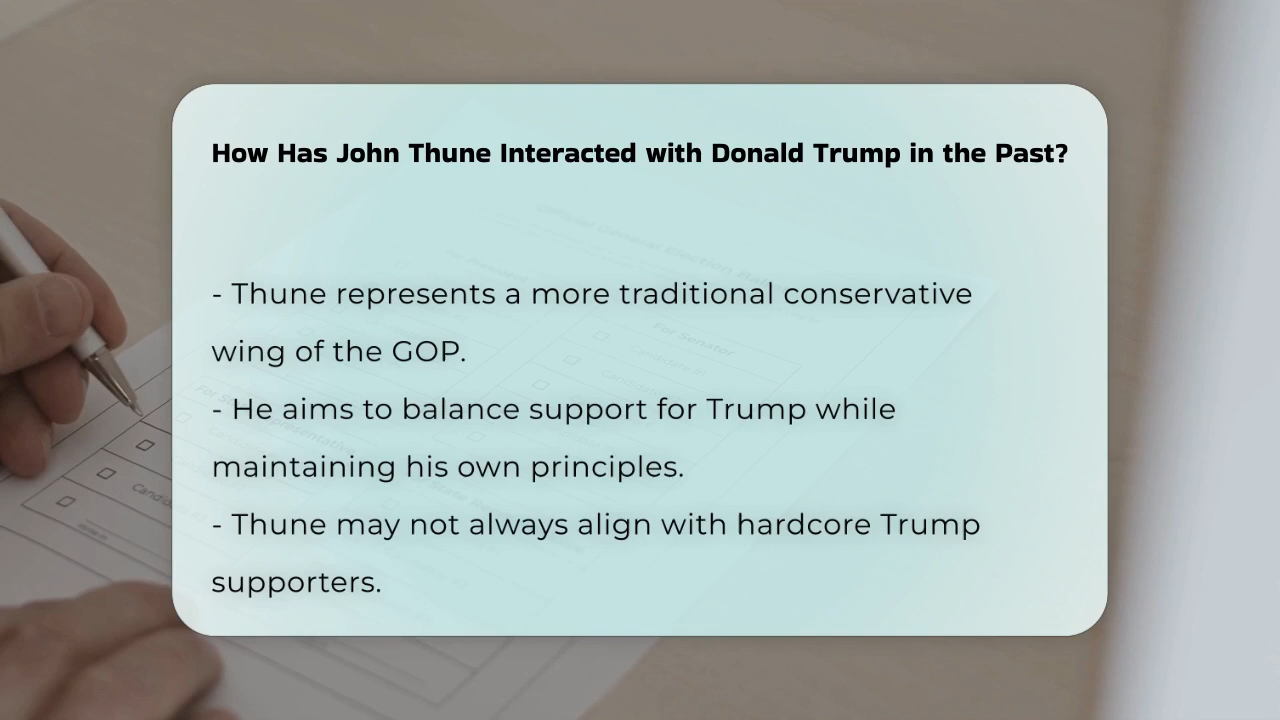 How Has John Thune Interacted with Donald Trump in the Past?
- Thune represents a more traditional conservative
wing of the GOP.
- He aims to balance support for Trump while
maintaining his own principles.
- Thune may not always align with hardcore Trump
supporters.
For Senator